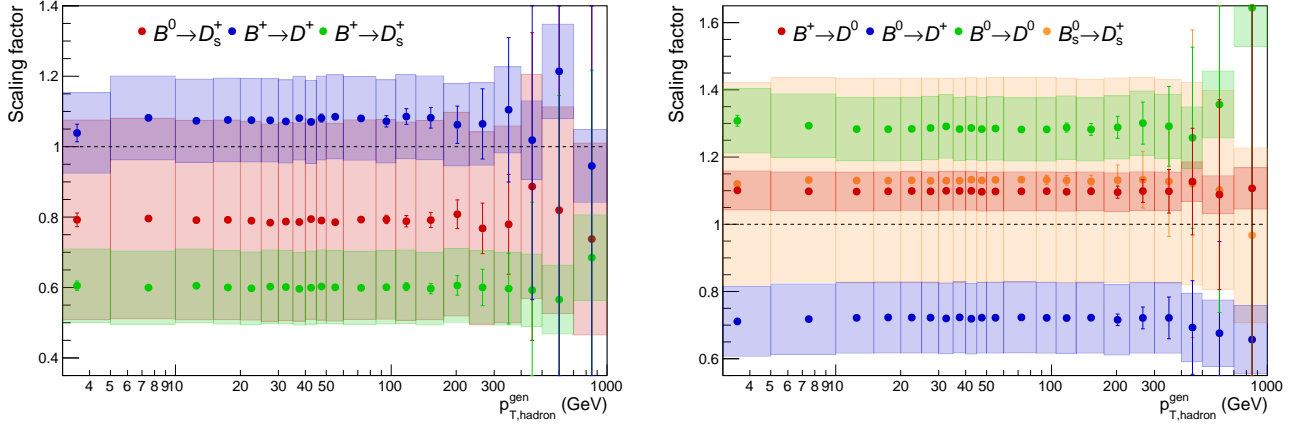 Scaling factor
B⁰→D_s⁺ B⁺→D⁺ B⁺→D_s⁺
1.4
1.2
1
0.8
0.6
0.4
4 5 6 7 8 9 10 20 30 40 50 100 200 300 1000
p_{T,hadron}^{gen} (GeV)
Scaling factor
B⁺→D⁰ B⁰→D⁺ B⁰→D⁰ B_s⁰→D_s⁺
1.6
1.4
1.2
1
0.8
0.6
4 5 6 7 8 9 10 20 30 40 50 100 200 300 1000
p_{T,hadron}^{gen} (GeV)